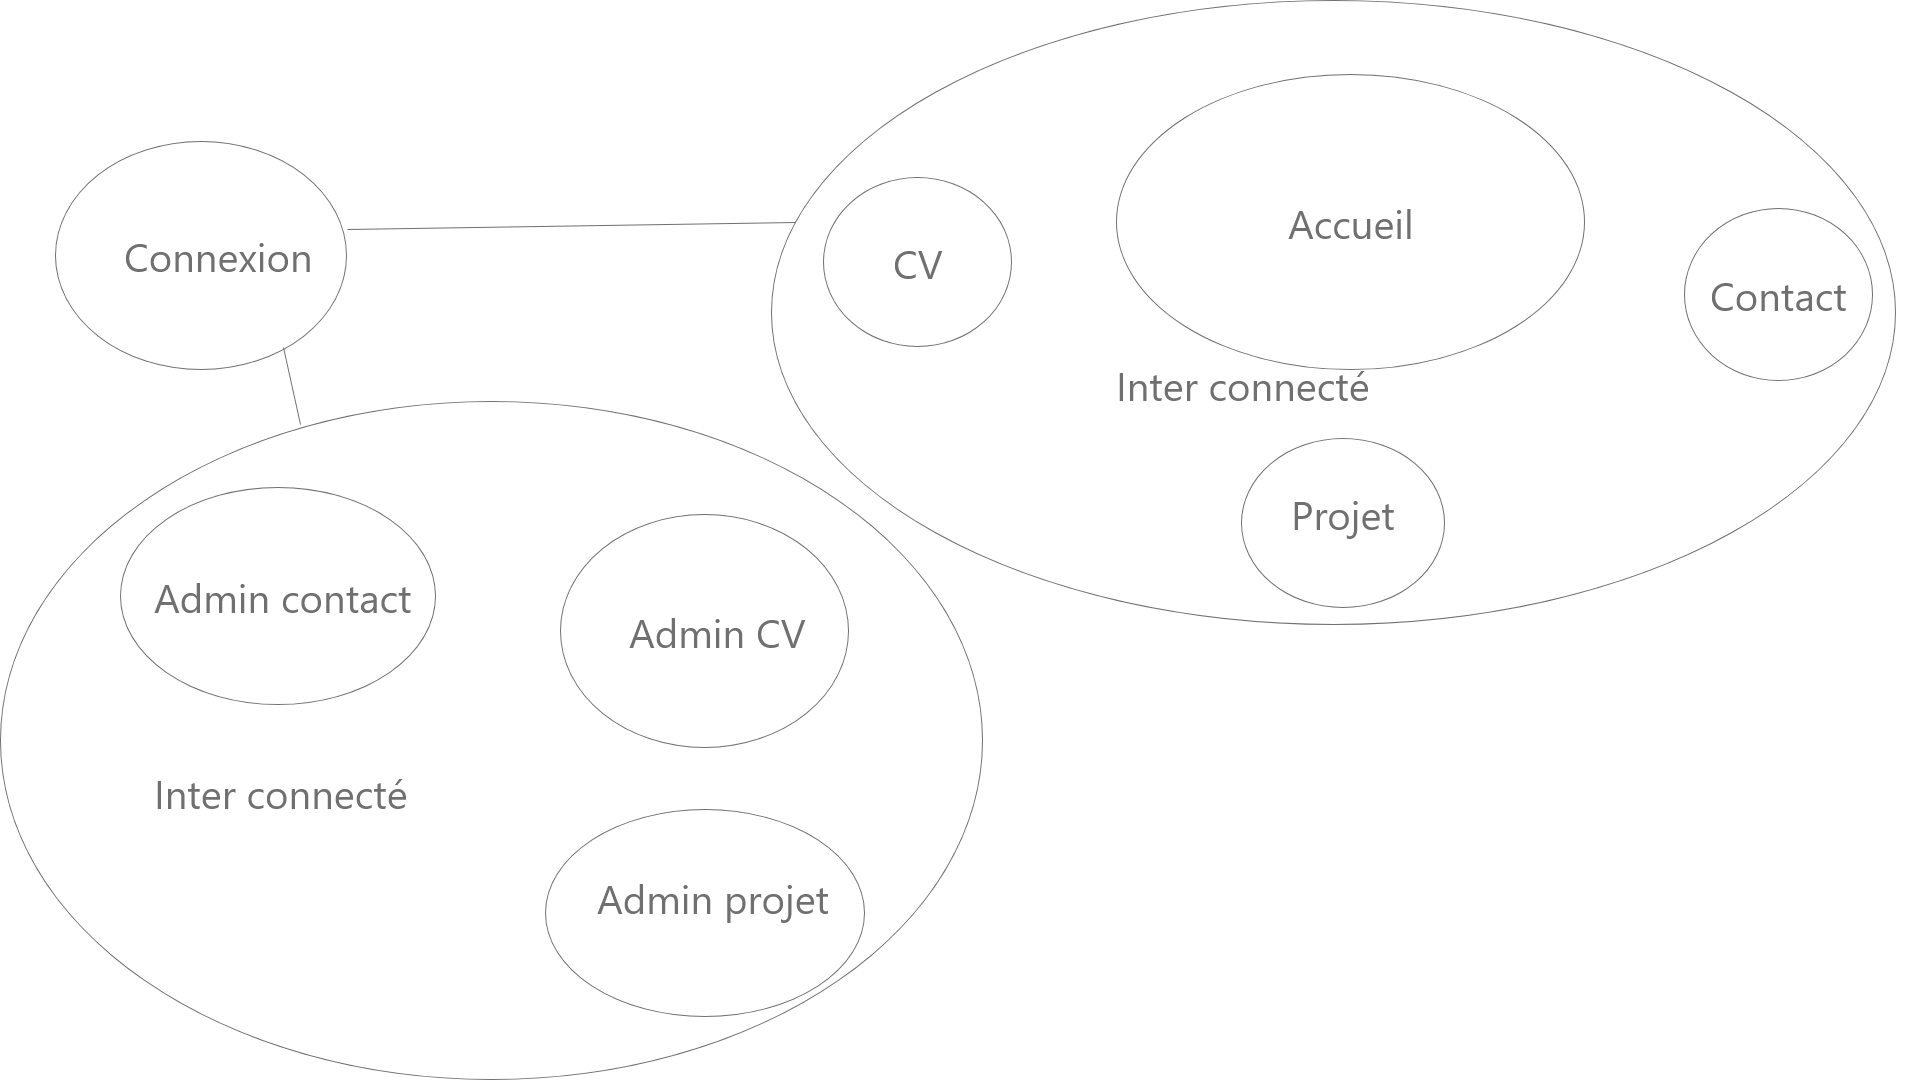 Connexion
CV
Accueil
Contact
Inter connecté
Projet
Admin contact
Admin CV
Inter connecté
Admin projet